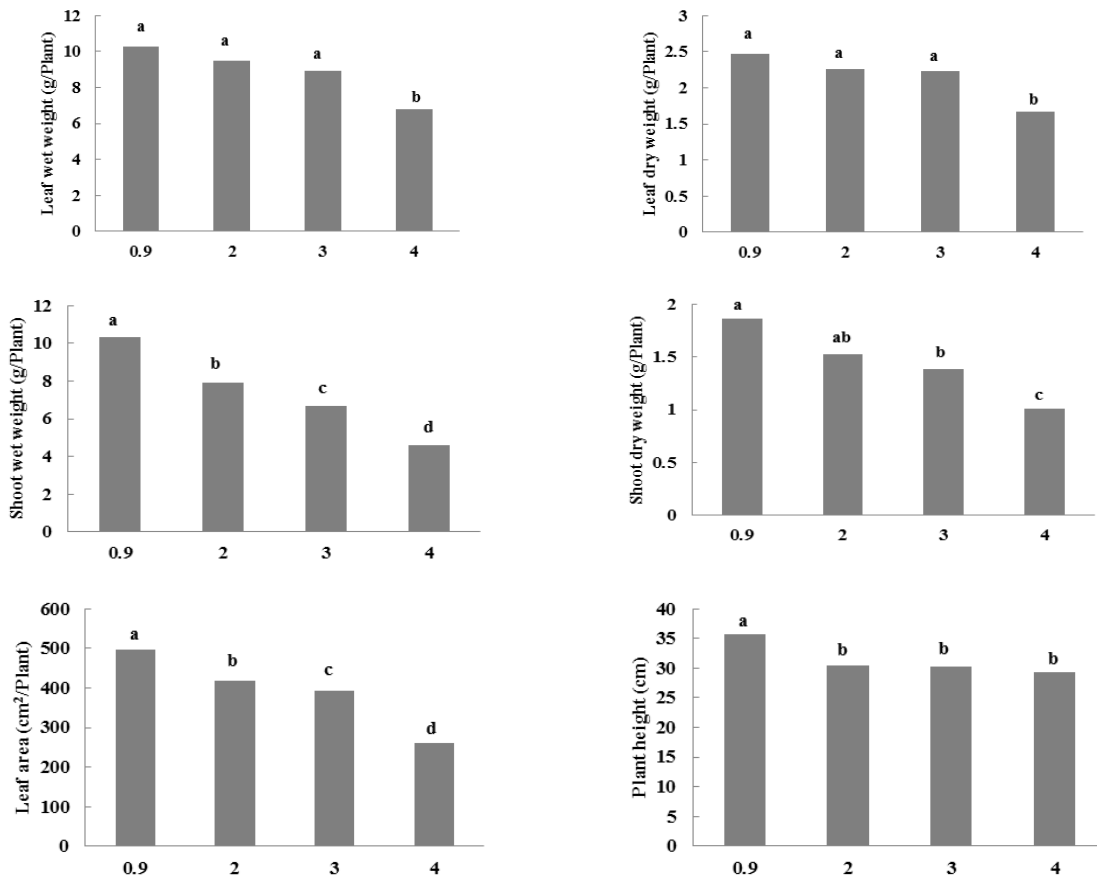 Leaf wet weight (g/Plant)
12
10
8
6
4
2
0
a
a
a
b
0.9 2 3 4
Leaf dry weight (g/Plant)
3
2.5
2
1.5
1
0.5
0
a
a
a
b
0.9 2 3 4
Shoot wet weight (g/Plant)
12
10
8
6
4
2
0
a
b
c
d
0.9 2 3 4
Shoot dry weight (g/Plant)
2
1.5
1
0.5
0
a
ab
b
c
0.9 2 3 4
Leaf area (cm²/Plant)
600
500
400
300
200
100
0
a
b
c
d
0.9 2 3 4
Plant height (cm)
40
35
30
25
20
15
10
5
0
a
b
b
b
0.9 2 3 4